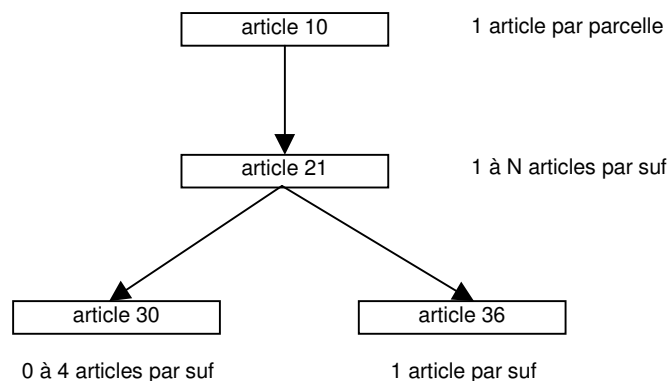 article 10
1 article par parcelle
article 21
1 à N articles par suf
article 30
article 36
0 à 4 articles par suf
1 article par suf